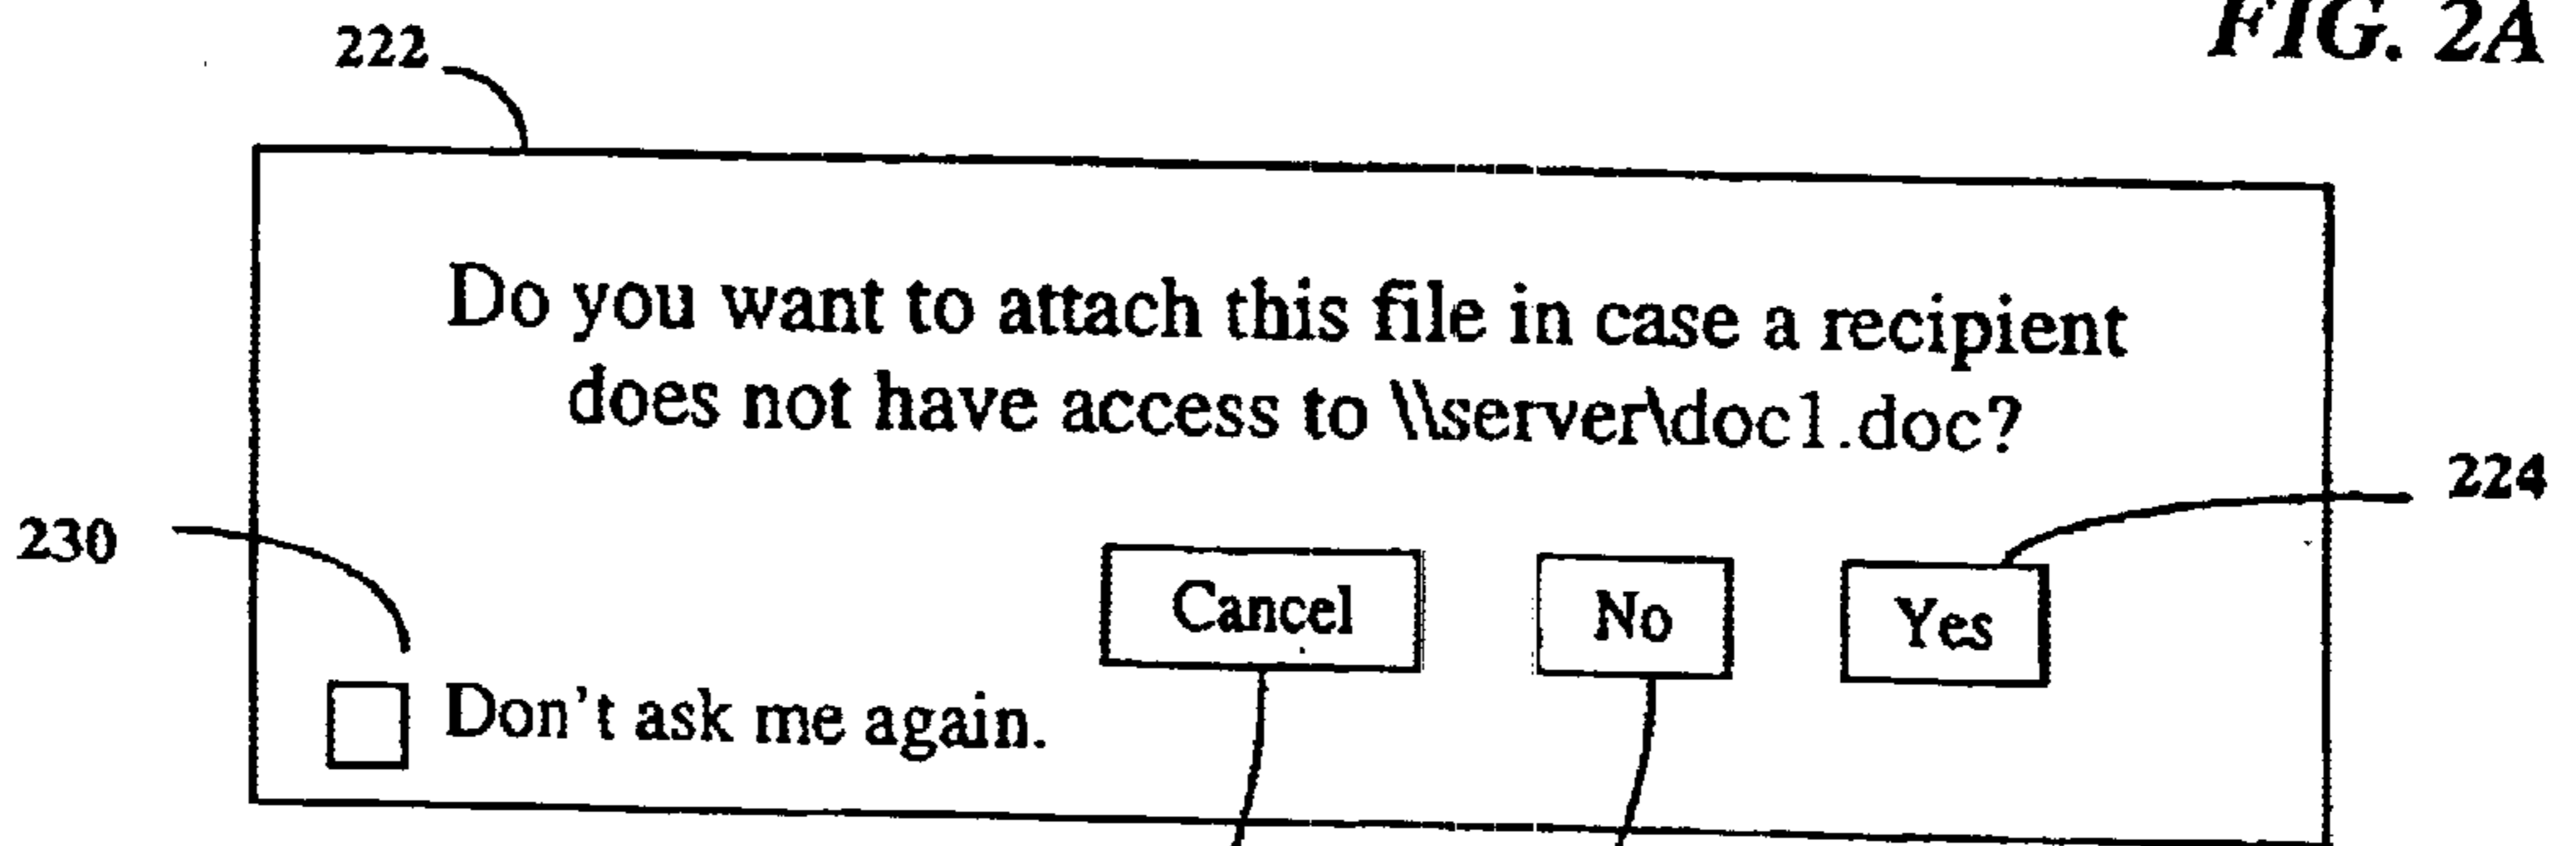 FIG. 2A
222
Do you want to attach this file in case a recipient
does not have access to \\server\doc1.doc?
224
230
Cancel No Yes
Don't ask me again.